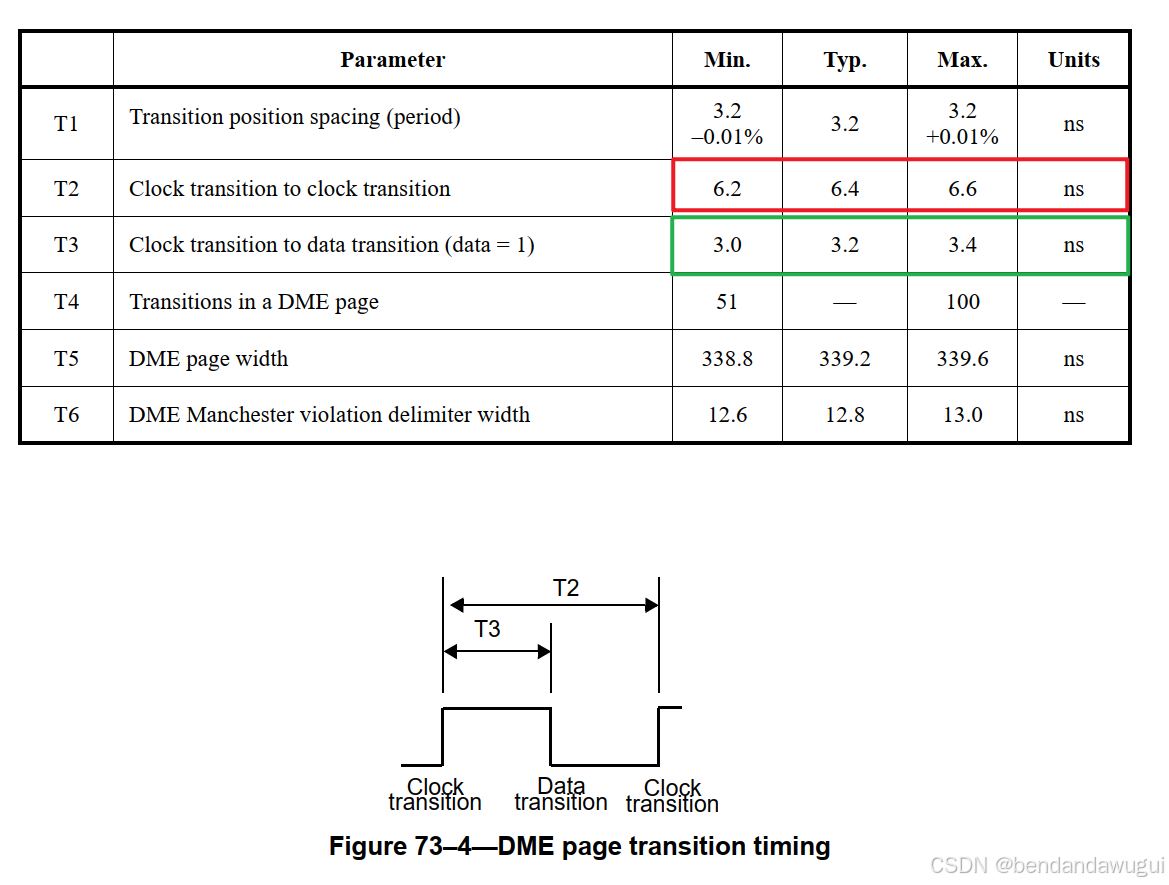 Parameter Min. Typ. Max. Units
T1 Transition position spacing (period) 3.2 –0.01% 3.2 3.2 +0.01% ns
T2 Clock transition to clock transition 6.2 6.4 6.6 ns
T3 Clock transition to data transition (data = 1) 3.0 3.2 3.4 ns
T4 Transitions in a DME page 51 — 100 —
T5 DME page width 338.8 339.2 339.6 ns
T6 DME Manchester violation delimiter width 12.6 12.8 13.0 ns
T2
T3
Clock transition Data transition Clock transition
Figure 73–4—DME page transition timing
CSDN @bendandawugui